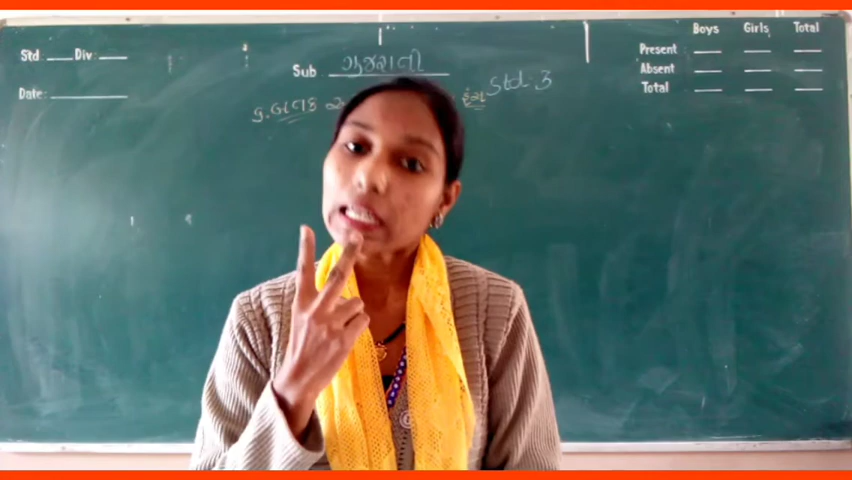 Boys Girls Total
Std Div
Present
Sub ગુજરાતી
Absent
Std. 3
Total
Date: